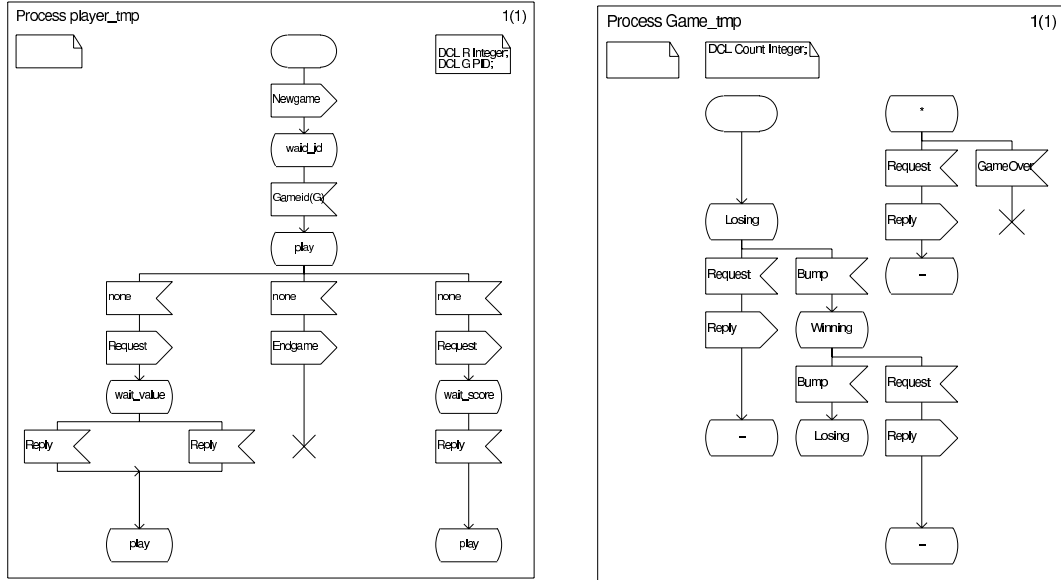 Process player_tmp
1(1)
DCL R Integer;
DCL G PID;
Newgame
waid_id
Gameid(G)
play
none
none
none
Request
Endgame
Request
wait_value
wait_score
Reply
Reply
Reply
play
play
Process Game_tmp
1(1)
DCL Count Integer;
*
Request
GameOver
Losing
Reply
Request
Bump
–
Reply
Winning
Bump
Request
–
Losing
Reply
–